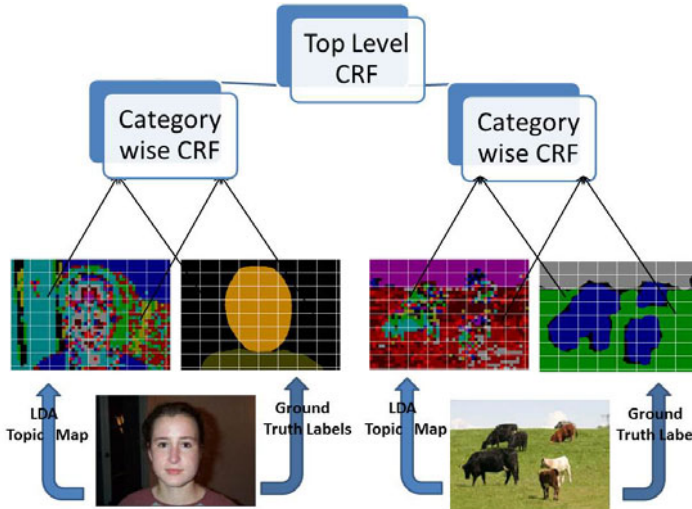 Top Level
CRF
Category
wise CRF
Category
wise CRF
LDA
Topic Map
Ground
Truth Labels
LDA
Topic Map
Ground
Truth Label